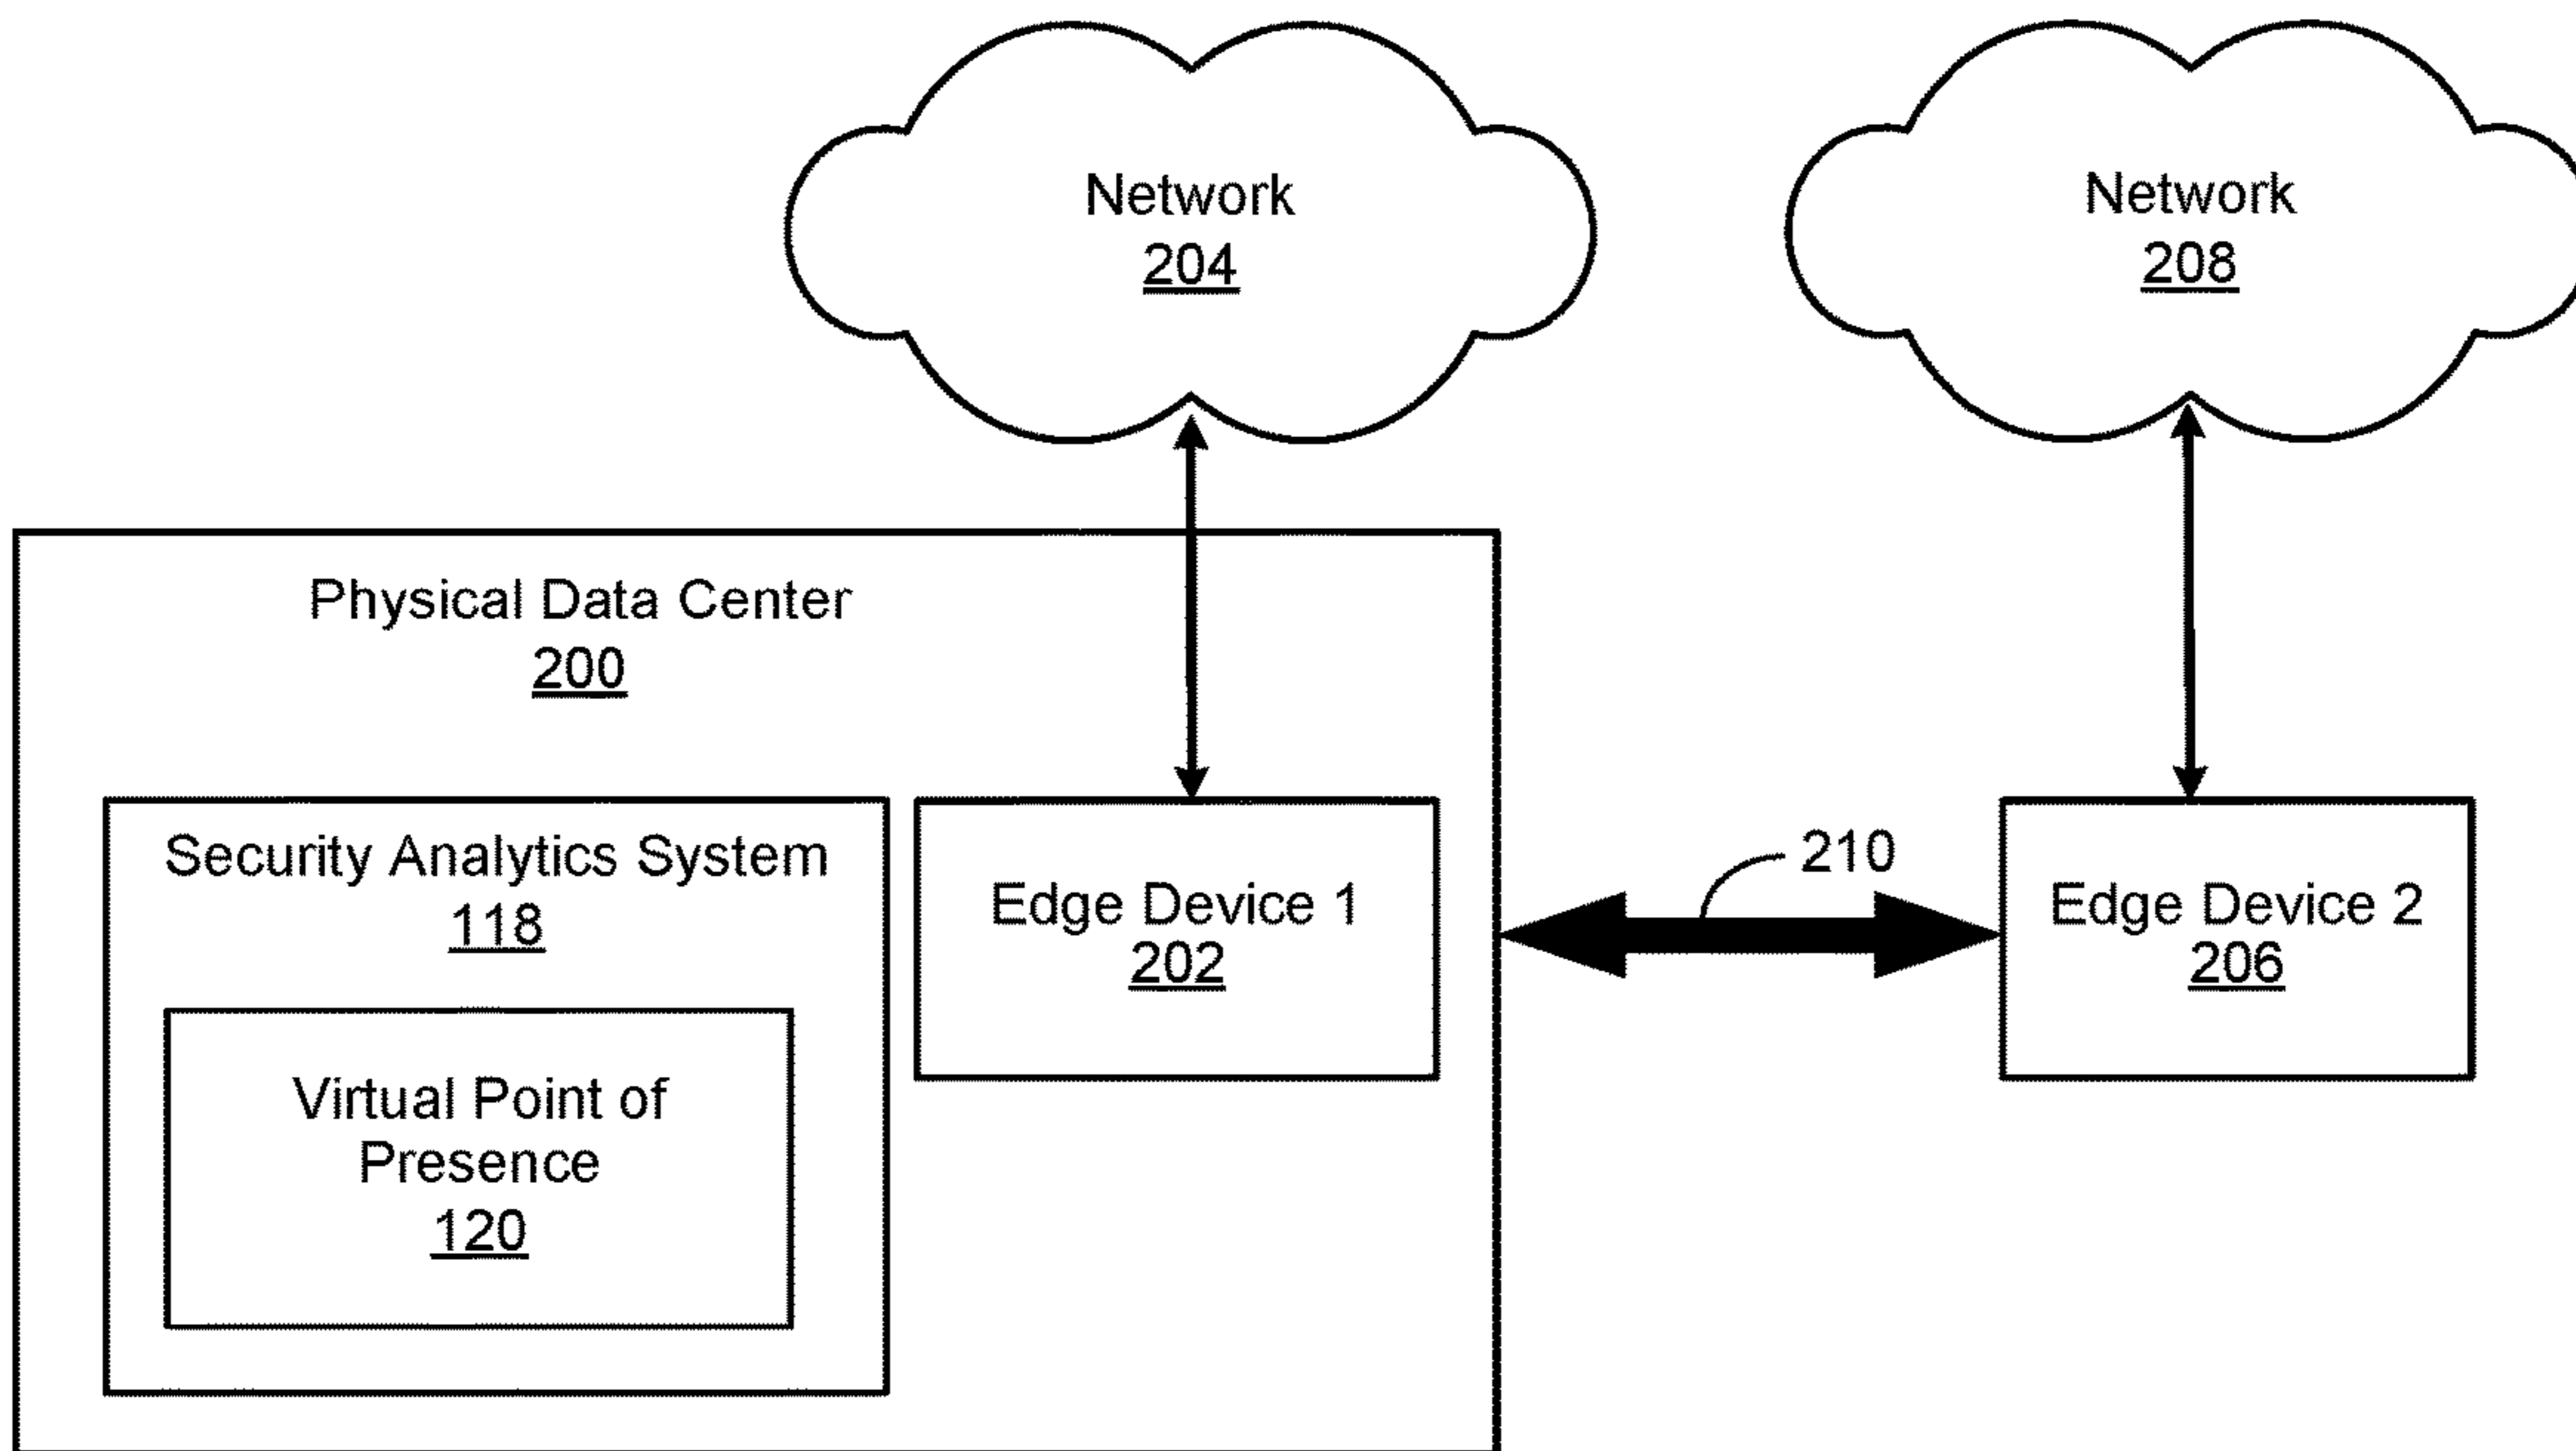 Network
204
Network
208
Physical Data Center
200
Security Analytics System
118
Virtual Point of
Presence
120
Edge Device 1
202
210
Edge Device 2
206